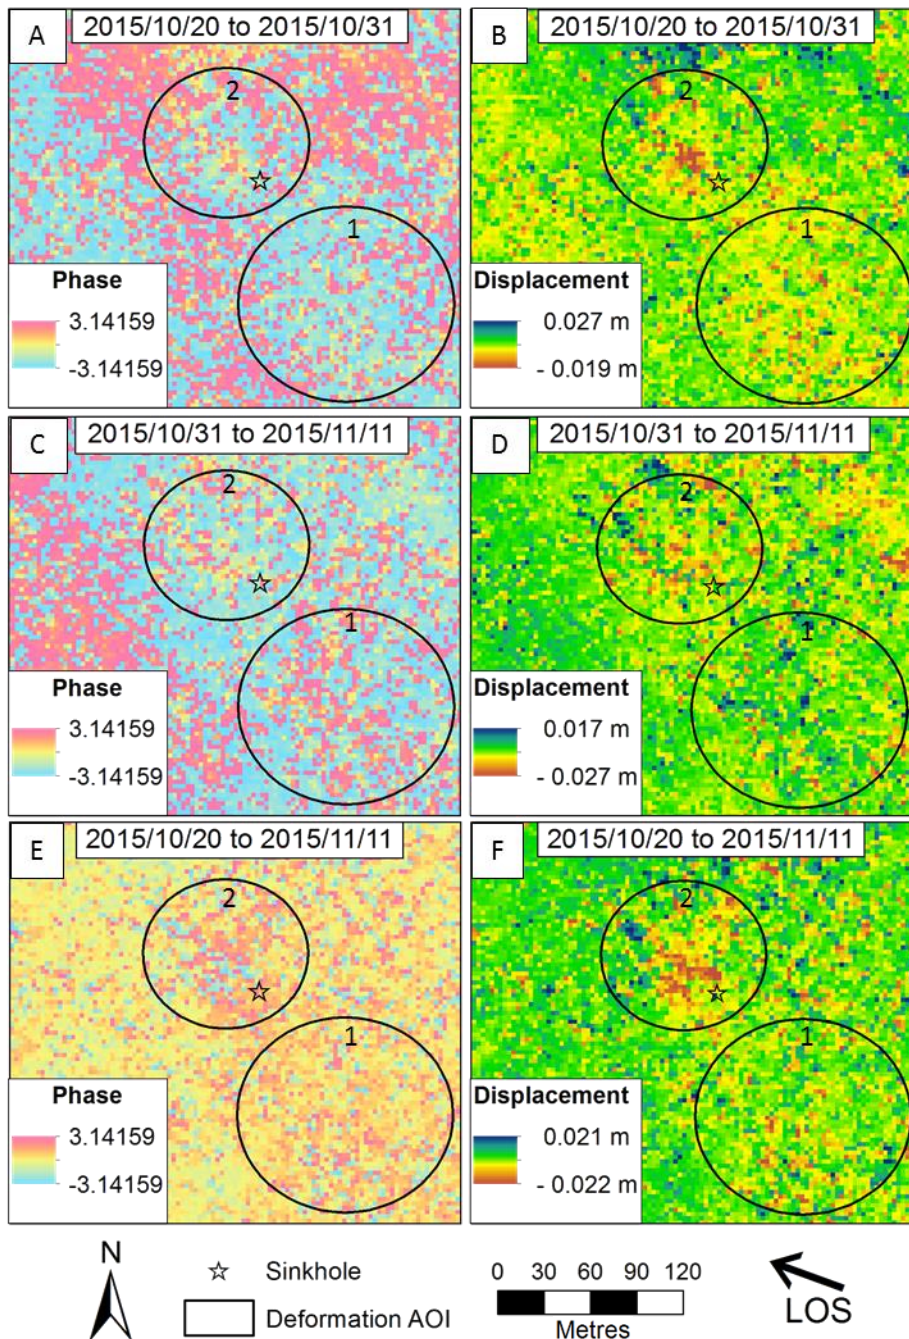 A
2015/10/20 to 2015/10/31
2
1
Phase
3.14159
-3.14159
B
2015/10/20 to 2015/10/31
2
1
Displacement
0.027 m
- 0.019 m
C
2015/10/31 to 2015/11/11
2
1
Phase
3.14159
-3.14159
D
2015/10/31 to 2015/11/11
2
1
Displacement
0.017 m
- 0.027 m
E
2015/10/20 to 2015/11/11
2
1
Phase
3.14159
-3.14159
F
2015/10/20 to 2015/11/11
2
1
Displacement
0.021 m
- 0.022 m
N
Sinkhole
Deformation AOI
0 30 60 90 120
Metres
LOS